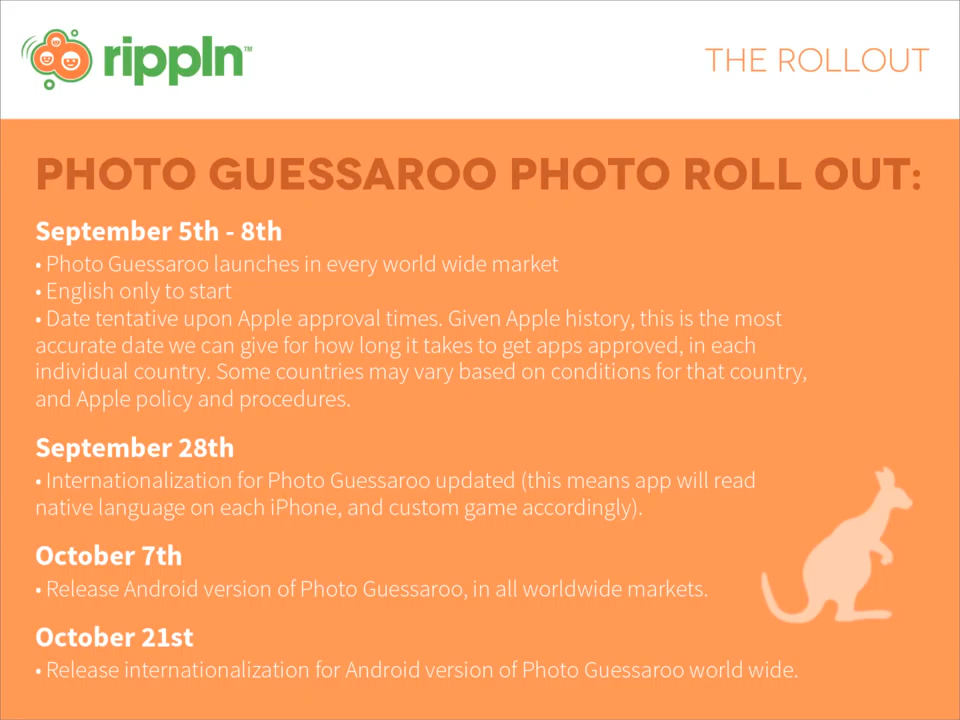 rippln™
THE ROLLOUT
PHOTO GUESSAROO PHOTO ROLL OUT:
September 5th - 8th
• Photo Guessaroo launches in every world wide market
• English only to start
• Date tentative upon Apple approval times. Given Apple history, this is the most
accurate date we can give for how long it takes to get apps approved, in each
individual country. Some countries may vary based on conditions for that country,
and Apple policy and procedures.
September 28th
• Internationalization for Photo Guessaroo updated (this means app will read
native language on each iPhone, and custom game accordingly).
October 7th
• Release Android version of Photo Guessaroo, in all worldwide markets.
October 21st
• Release internationalization for Android version of Photo Guessaroo world wide.